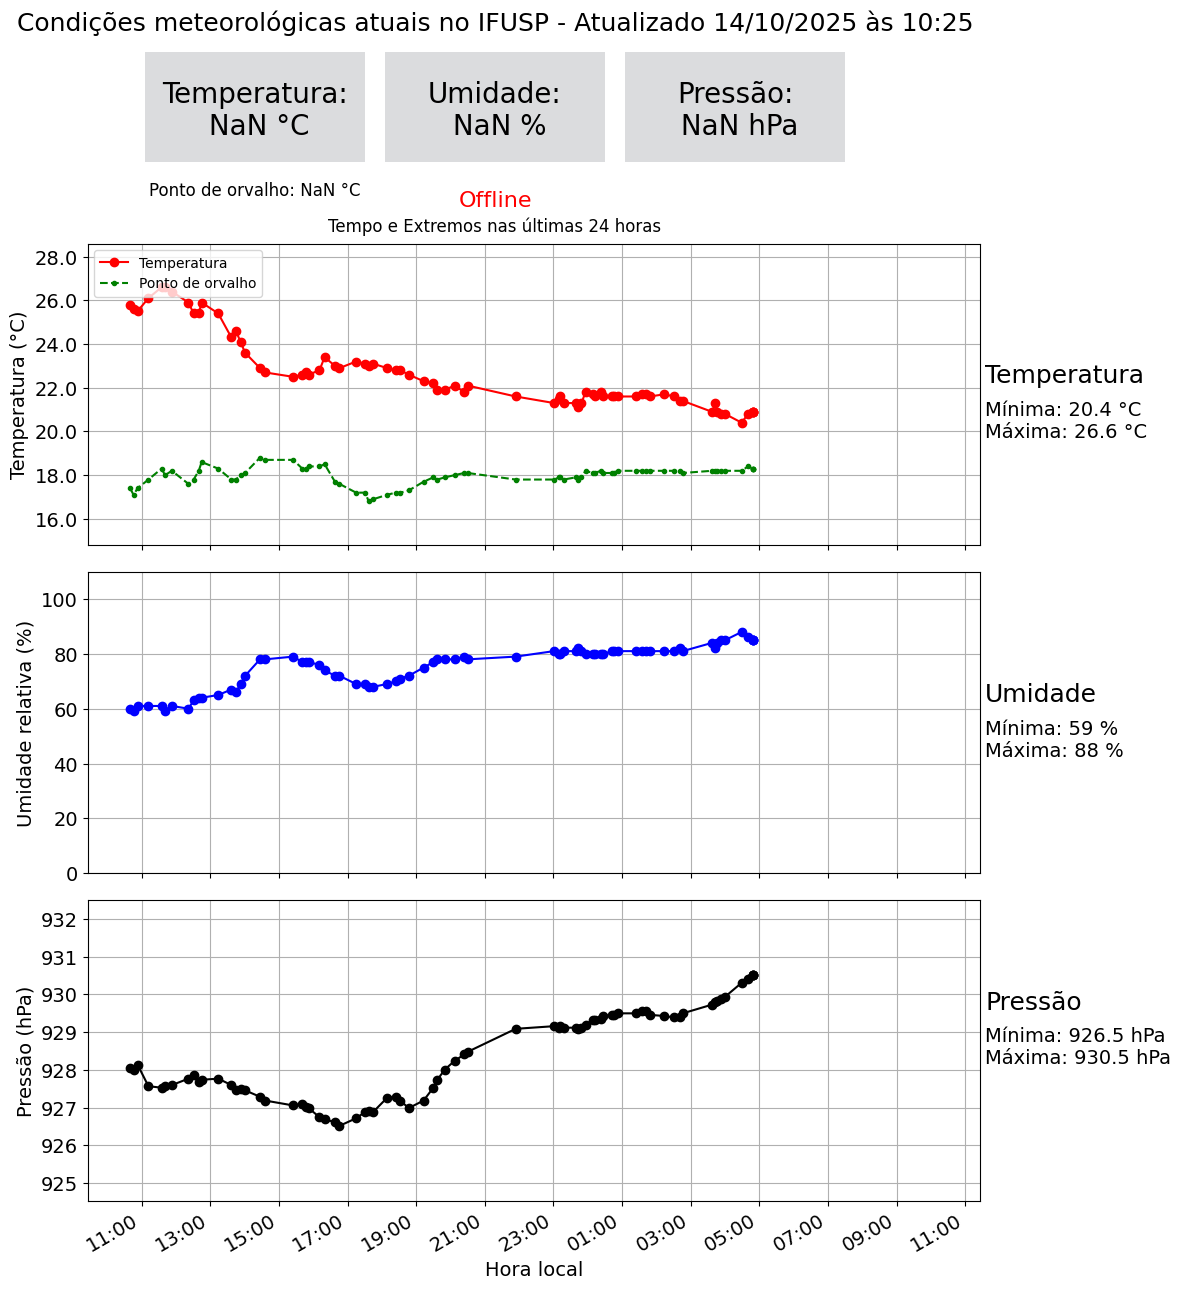 Condições meteorológicas atuais no IFUSP - Atualizado 14/10/2025 às 10:25
Temperatura:
NaN °C
Umidade:
NaN %
Pressão:
NaN hPa
Ponto de orvalho: NaN °C
Offline
Tempo e Extremos nas últimas 24 horas
Temperatura
Ponto de orvalho
Temperatura (°C)
28.0
26.0
24.0
22.0
20.0
18.0
16.0
Temperatura
Mínima: 20.4 °C
Máxima: 26.6 °C
Umidade relativa (%)
100
80
60
40
20
0
Umidade
Mínima: 59 %
Máxima: 88 %
Pressão (hPa)
932
931
930
929
928
927
926
925
Pressão
Mínima: 926.5 hPa
Máxima: 930.5 hPa
11:00
13:00
15:00
17:00
19:00
21:00
23:00
01:00
03:00
05:00
07:00
09:00
11:00
Hora local